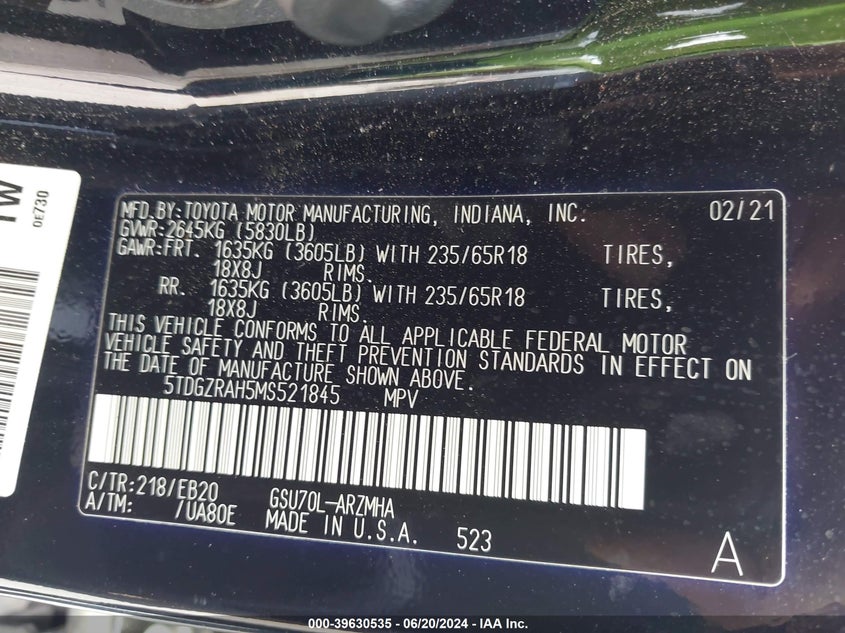 MFD.BY:TOYOTA MOTOR MANUFACTURING, INDIANA, INC. 02/21
GVWR:2645KG (5830LB)
GAWR:FRT. 1635KG (3605LB) WITH 235/65R18 TIRES,
18X8J RIMS.
RR. 1635KG (3605LB) WITH 235/65R18 TIRES,
18X8J RIMS.
THIS VEHICLE CONFORMS TO ALL APPLICABLE FEDERAL MOTOR
VEHICLE SAFETY AND THEFT PREVENTION STANDARDS IN EFFECT ON
THE DATE OF MANUFACTURE SHOWN ABOVE.
5TDGZRAH5MS521845 MPV
C/TR:218/EB20 GSU70L-ARZMHA
A/TM: /UA80E MADE IN U.S.A. 523
A
0E730
000-39630535 - 06/20/2024 - IAA Inc.